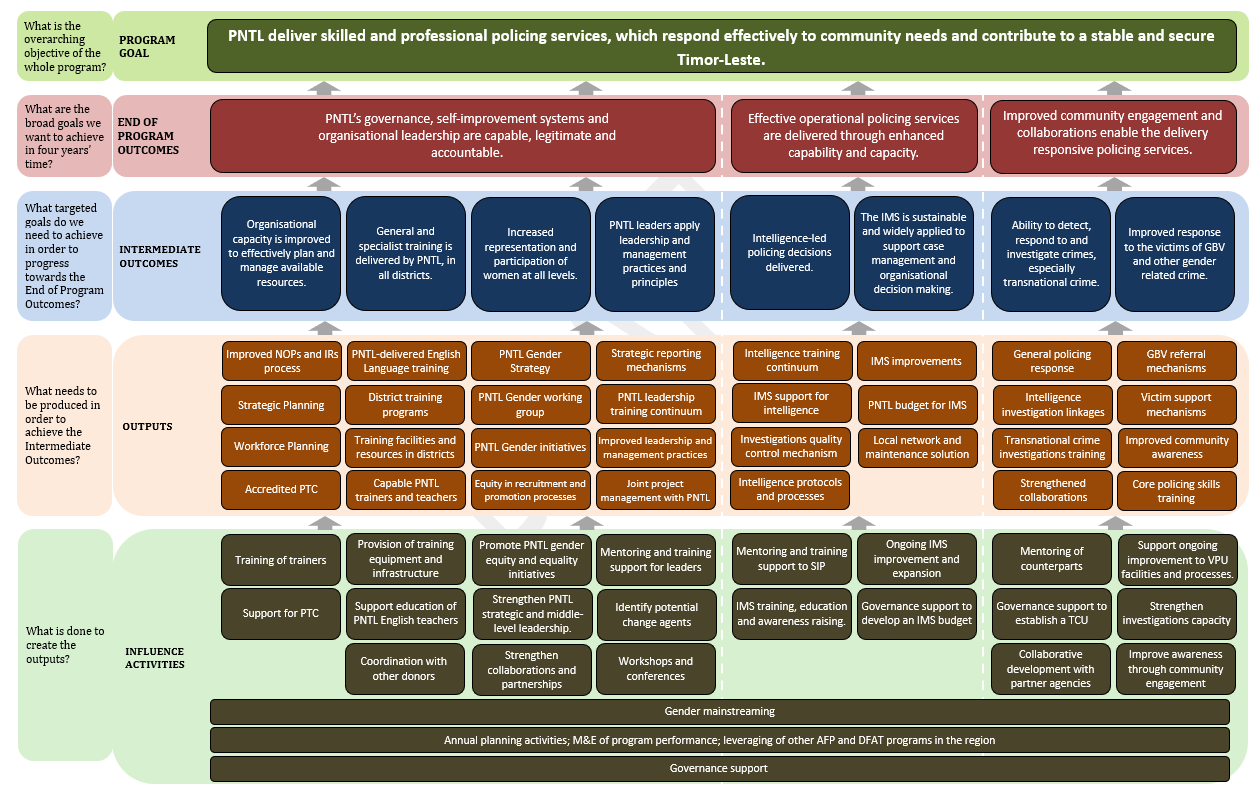 What is the
overarching
objective of the
whole program?
PROGRAM
GOAL
PNTL deliver skilled and professional policing services, which respond effectively to community needs and contribute to a stable and secure
Timor-Leste.
What are the
broad goals we
want to achieve
in four years'
time?
END OF
PROGRAM
OUTCOMES
PNTL's governance, self-improvement systems and
organisational leadership are capable, legitimate and
accountable.
Effective operational policing services
are delivered through enhanced
capability and capacity.
Improved community engagement and
collaborations enable the delivery
responsive policing services.
What targeted
goals do we
need to achieve
in order to
progress
towards the
End of Program
Outcomes?
INTERMEDIATE
OUTCOMES
Organisational
capacity is improved
to effectively plan and
manage available
resources.
General and
specialist training is
delivered by PNTL, in
all districts.
Increased
representation and
participation of
women at all levels.
PNTL leaders apply
leadership and
management
practices and
principles
Intelligence-led
policing decisions
delivered.
The IMS is sustainable
and widely applied to
support case
management and
organisational
decision making.
Ability to detect,
respond to and
investigate crimes,
especially
transnational crime.
Improved response
to the victims of GBV
and other gender
related crime.
What needs to
be produced in
order to
achieve the
Intermediate
Outcomes?
OUTPUTS
Improved NOPs and IRs
process
PNTL-delivered English
Language training
PNTL Gender
Strategy
Strategic reporting
mechanisms
Intelligence training
continuum
IMS improvements
General policing
response
GBV referral
mechanisms
Strategic Planning
District training
programs
PNTL Gender working
group
PNTL leadership
training continuum
IMS support for
intelligence
PNTL budget for IMS
Intelligence
investigation linkages
Victim support
mechanisms
Workforce Planning
Training facilities and
resources in districts
PNTL Gender initiatives
Improved leadership and
management practices
Investigations quality
control mechanism
Local network and
maintenance solution
Transnational crime
investigations training
Improved community
awareness
Accredited PTC
Capable PNTL
trainers and teachers
Equity in recruitment and
promotion processes
Joint project
management with PNTL
Intelligence protocols
and processes
Strengthened
collaborations
Core policing skills
training
What is done to
create the
outputs?
INFLUENCE
ACTIVITIES
Training of trainers
Provision of training
equipment and
infrastructure
Promote PNTL gender
equity and equality
initiatives
Mentoring and training
support for leaders
Mentoring and training
support to SIP
Ongoing IMS
improvement and
expansion
Mentoring of
counterparts
Support ongoing
improvement to VPU
facilities and processes.
Support for PTC
Support education of
PNTL English teachers
Strengthen PNTL
strategic and middle-
level leadership.
Identify potential
change agents
IMS training, education
and awareness raising.
Governance support to
develop an IMS budget
Governance support to
establish a TCU
Strengthen
investigations capacity
Coordination with
other donors
Strengthen
collaborations and
partnerships
Workshops and
conferences
Collaborative
development with
partner agencies
Improve awareness
through community
engagement
Gender mainstreaming
Annual planning activities; M&E of program performance; leveraging of other AFP and DFAT programs in the region
Governance support